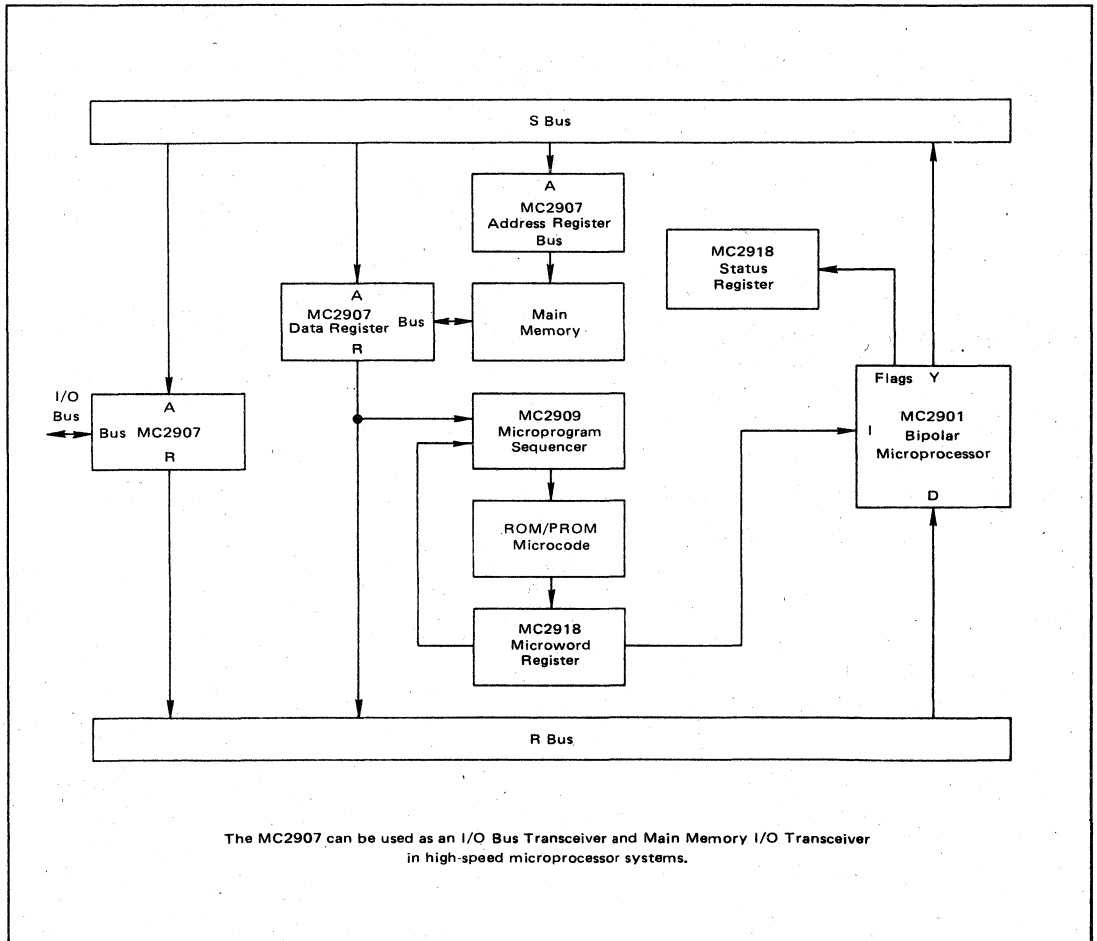 S Bus
A
MC2907
Address Register
Bus
MC2918
Status
Register
A
MC2907
Data Register
Bus
R
Main
Memory
I/O
Bus
A
Bus MC2907
R
MC2909
Microprogram
Sequencer
Flags Y
MC2901
I
Bipolar
Microprocessor
D
ROM/PROM
Microcode
MC2918
Microword
Register
R Bus
The MC2907 can be used as an I/O Bus Transceiver and Main Memory I/O Transceiver
in high-speed microprocessor systems.